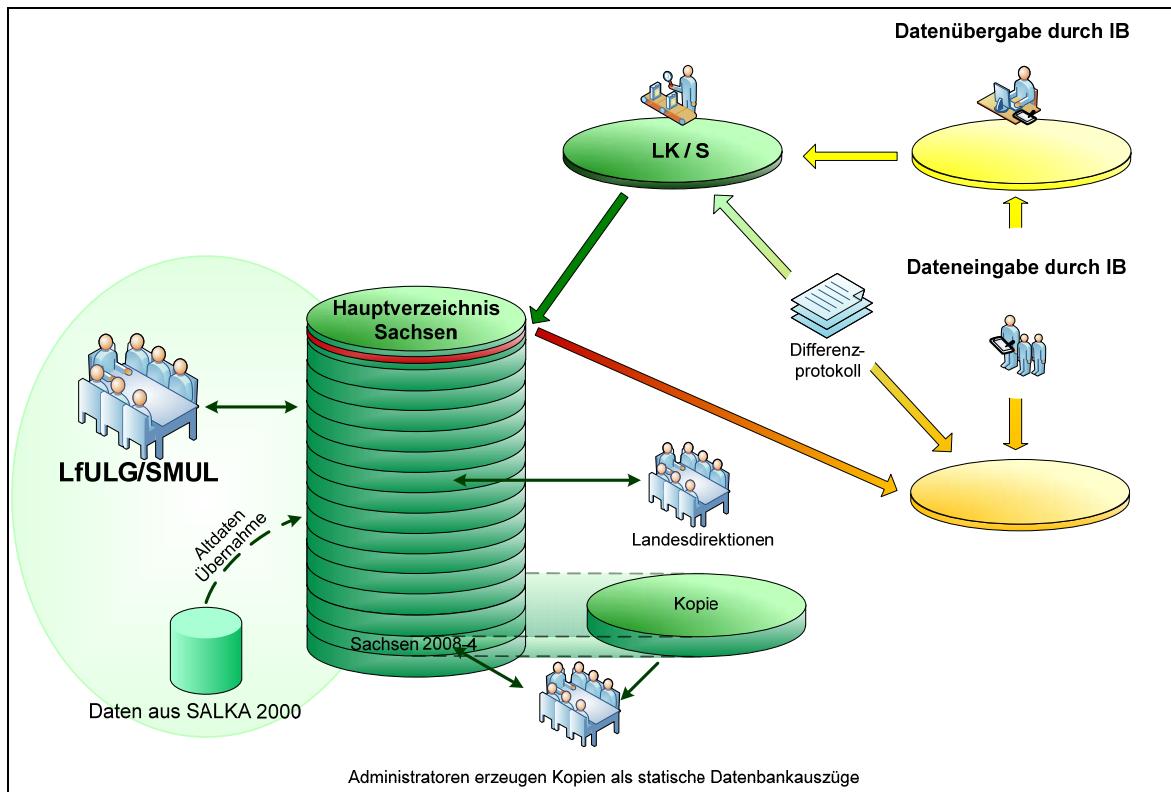 Datenübergabe durch IB
LK / S
Dateneingabe durch IB
Hauptverzeichnis
Sachsen
Differenz-
protokoll
LfULG/SMUL
Landesdirektionen
Altdaten
Übernahme
Kopie
Sachsen 2008-4
Daten aus SALKA 2000
Administratoren erzeugen Kopien als statische Datenbankauszüge